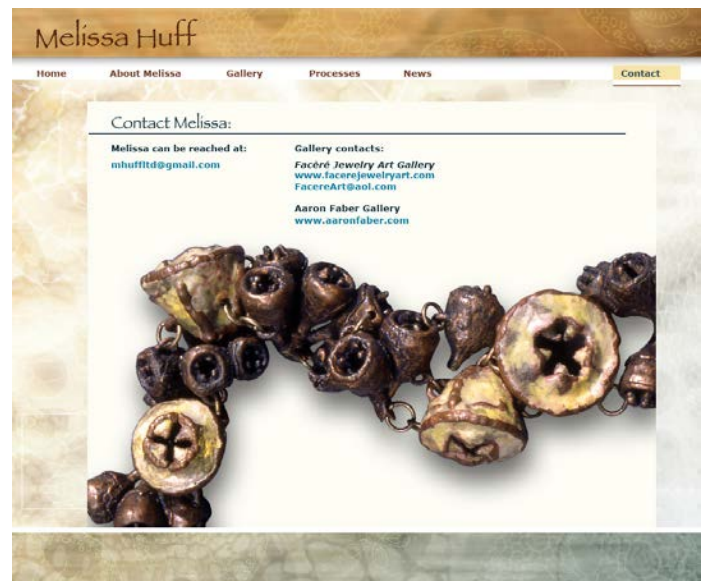 Melissa Huff
Home About Melissa Gallery Processes News Contact
Contact Melissa:
Melissa can be reached at:
mhuffltd@gmail.com
Gallery contacts:
Facèré Jewelry Art Gallery
www.facerejewelryart.com
FacereArt@aol.com
Aaron Faber Gallery
www.aaronfaber.com